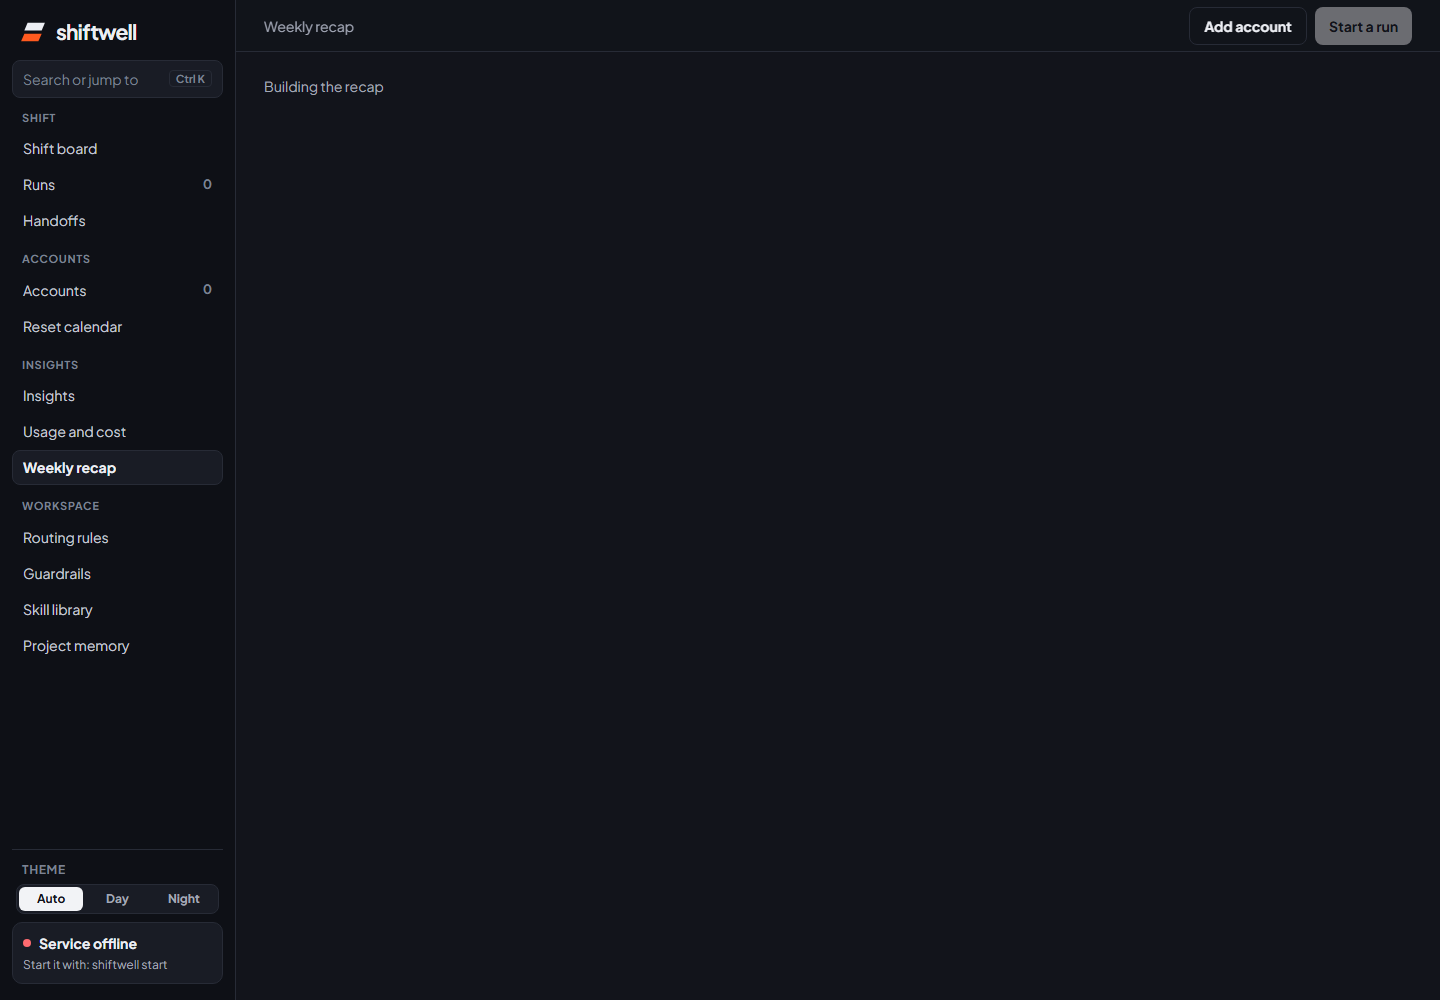 shiftwell
Search or jump to Ctrl K
SHIFT
Shift board
Runs 0
Handoffs
ACCOUNTS
Accounts 0
Reset calendar
INSIGHTS
Insights
Usage and cost
Weekly recap
WORKSPACE
Routing rules
Guardrails
Skill library
Project memory
THEME
Auto Day Night
Service offline
Start it with: shiftwell start
Weekly recap Add account Start a run
Building the recap